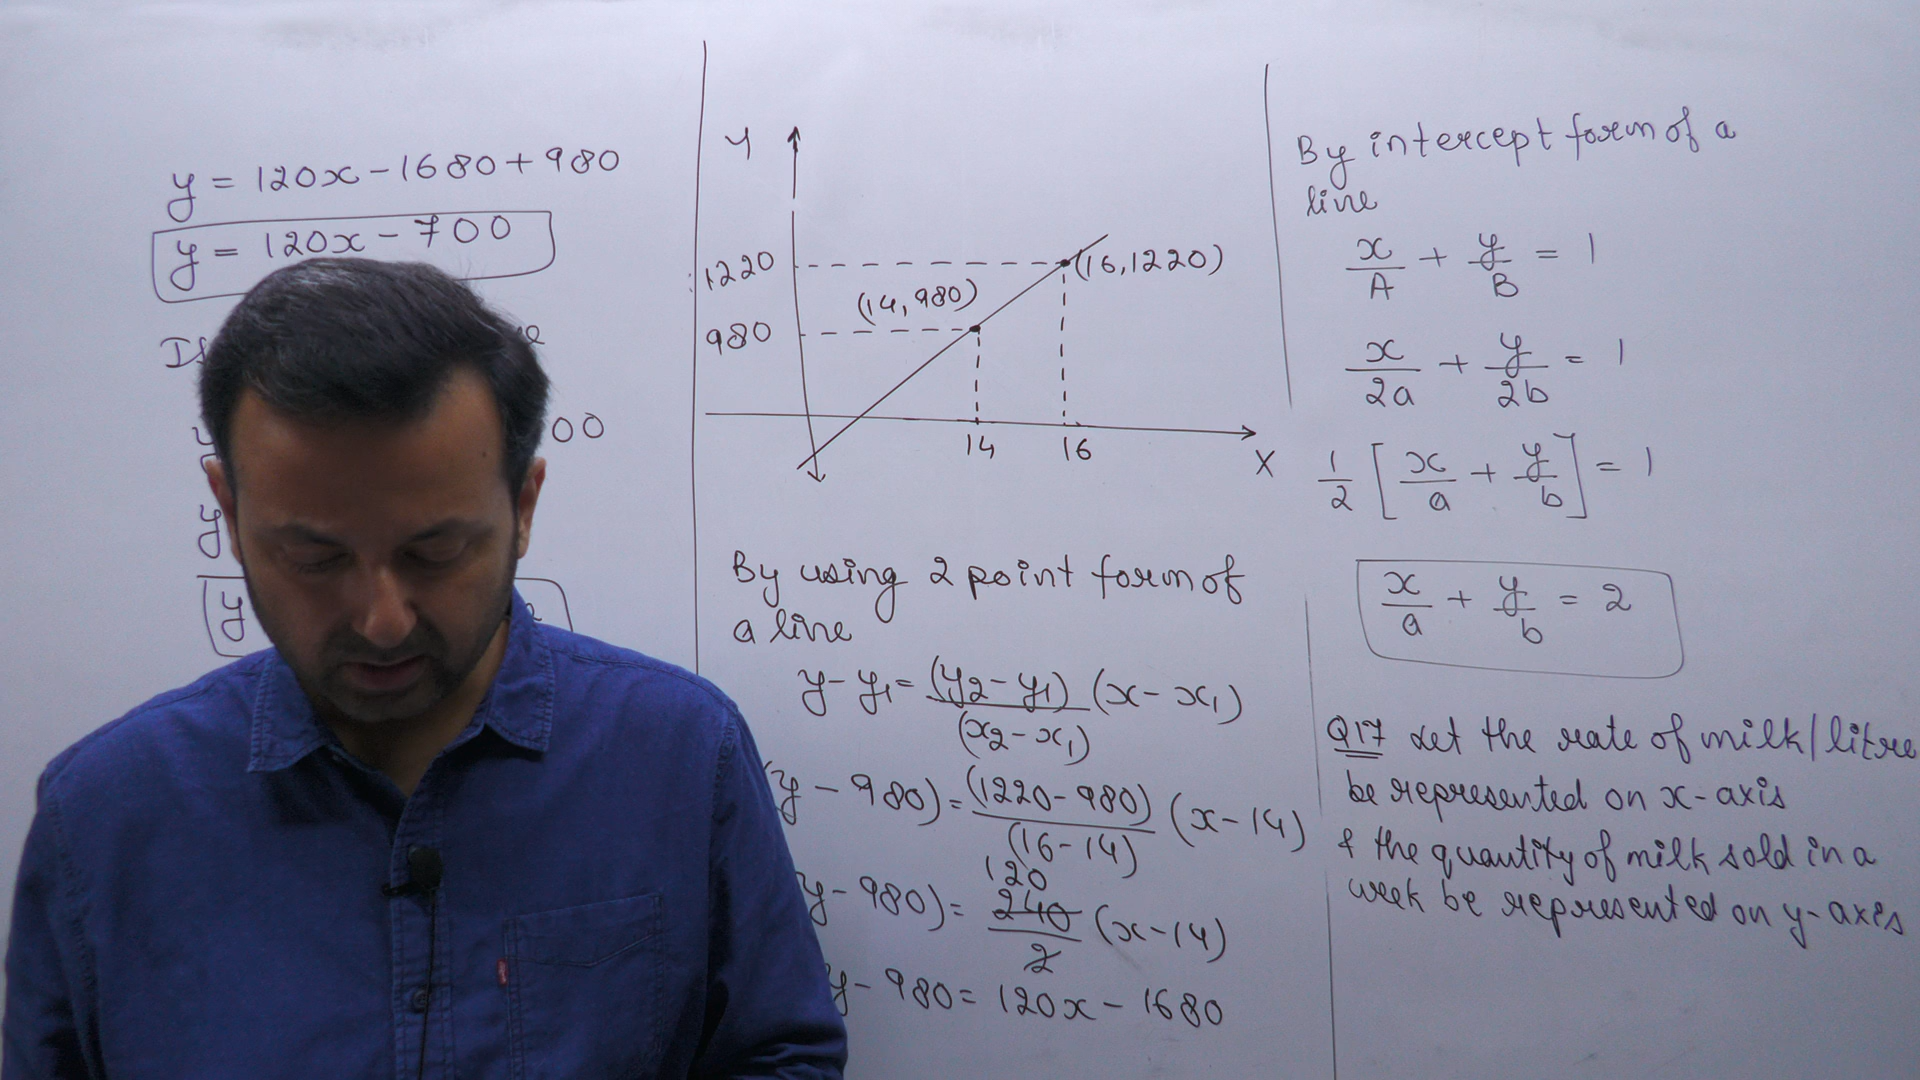 y = 120x - 1680 + 980
y = 120x - 700
00
y
y
Y
1220
980
(14, 980)
(16, 1220)
14
16
X
By using 2 point form of
a line
y - y₁ = (y₂ - y₁)/(x₂ - x₁) (x - x₁)
(y - 980) = (1220 - 980)/(16 - 14) (x - 14)
120
y - 980) = 240/2 (x - 14)
y - 980 = 120x - 1680
By intercept form of a
line
x/A + y/B = 1
x/2a + y/2b = 1
1/2 [x/a + y/b] = 1
x/a + y/b = 2
Q17 Let the rate of milk/litre
be represented on x-axis
& the quantity of milk sold in a
week be represented on y-axis